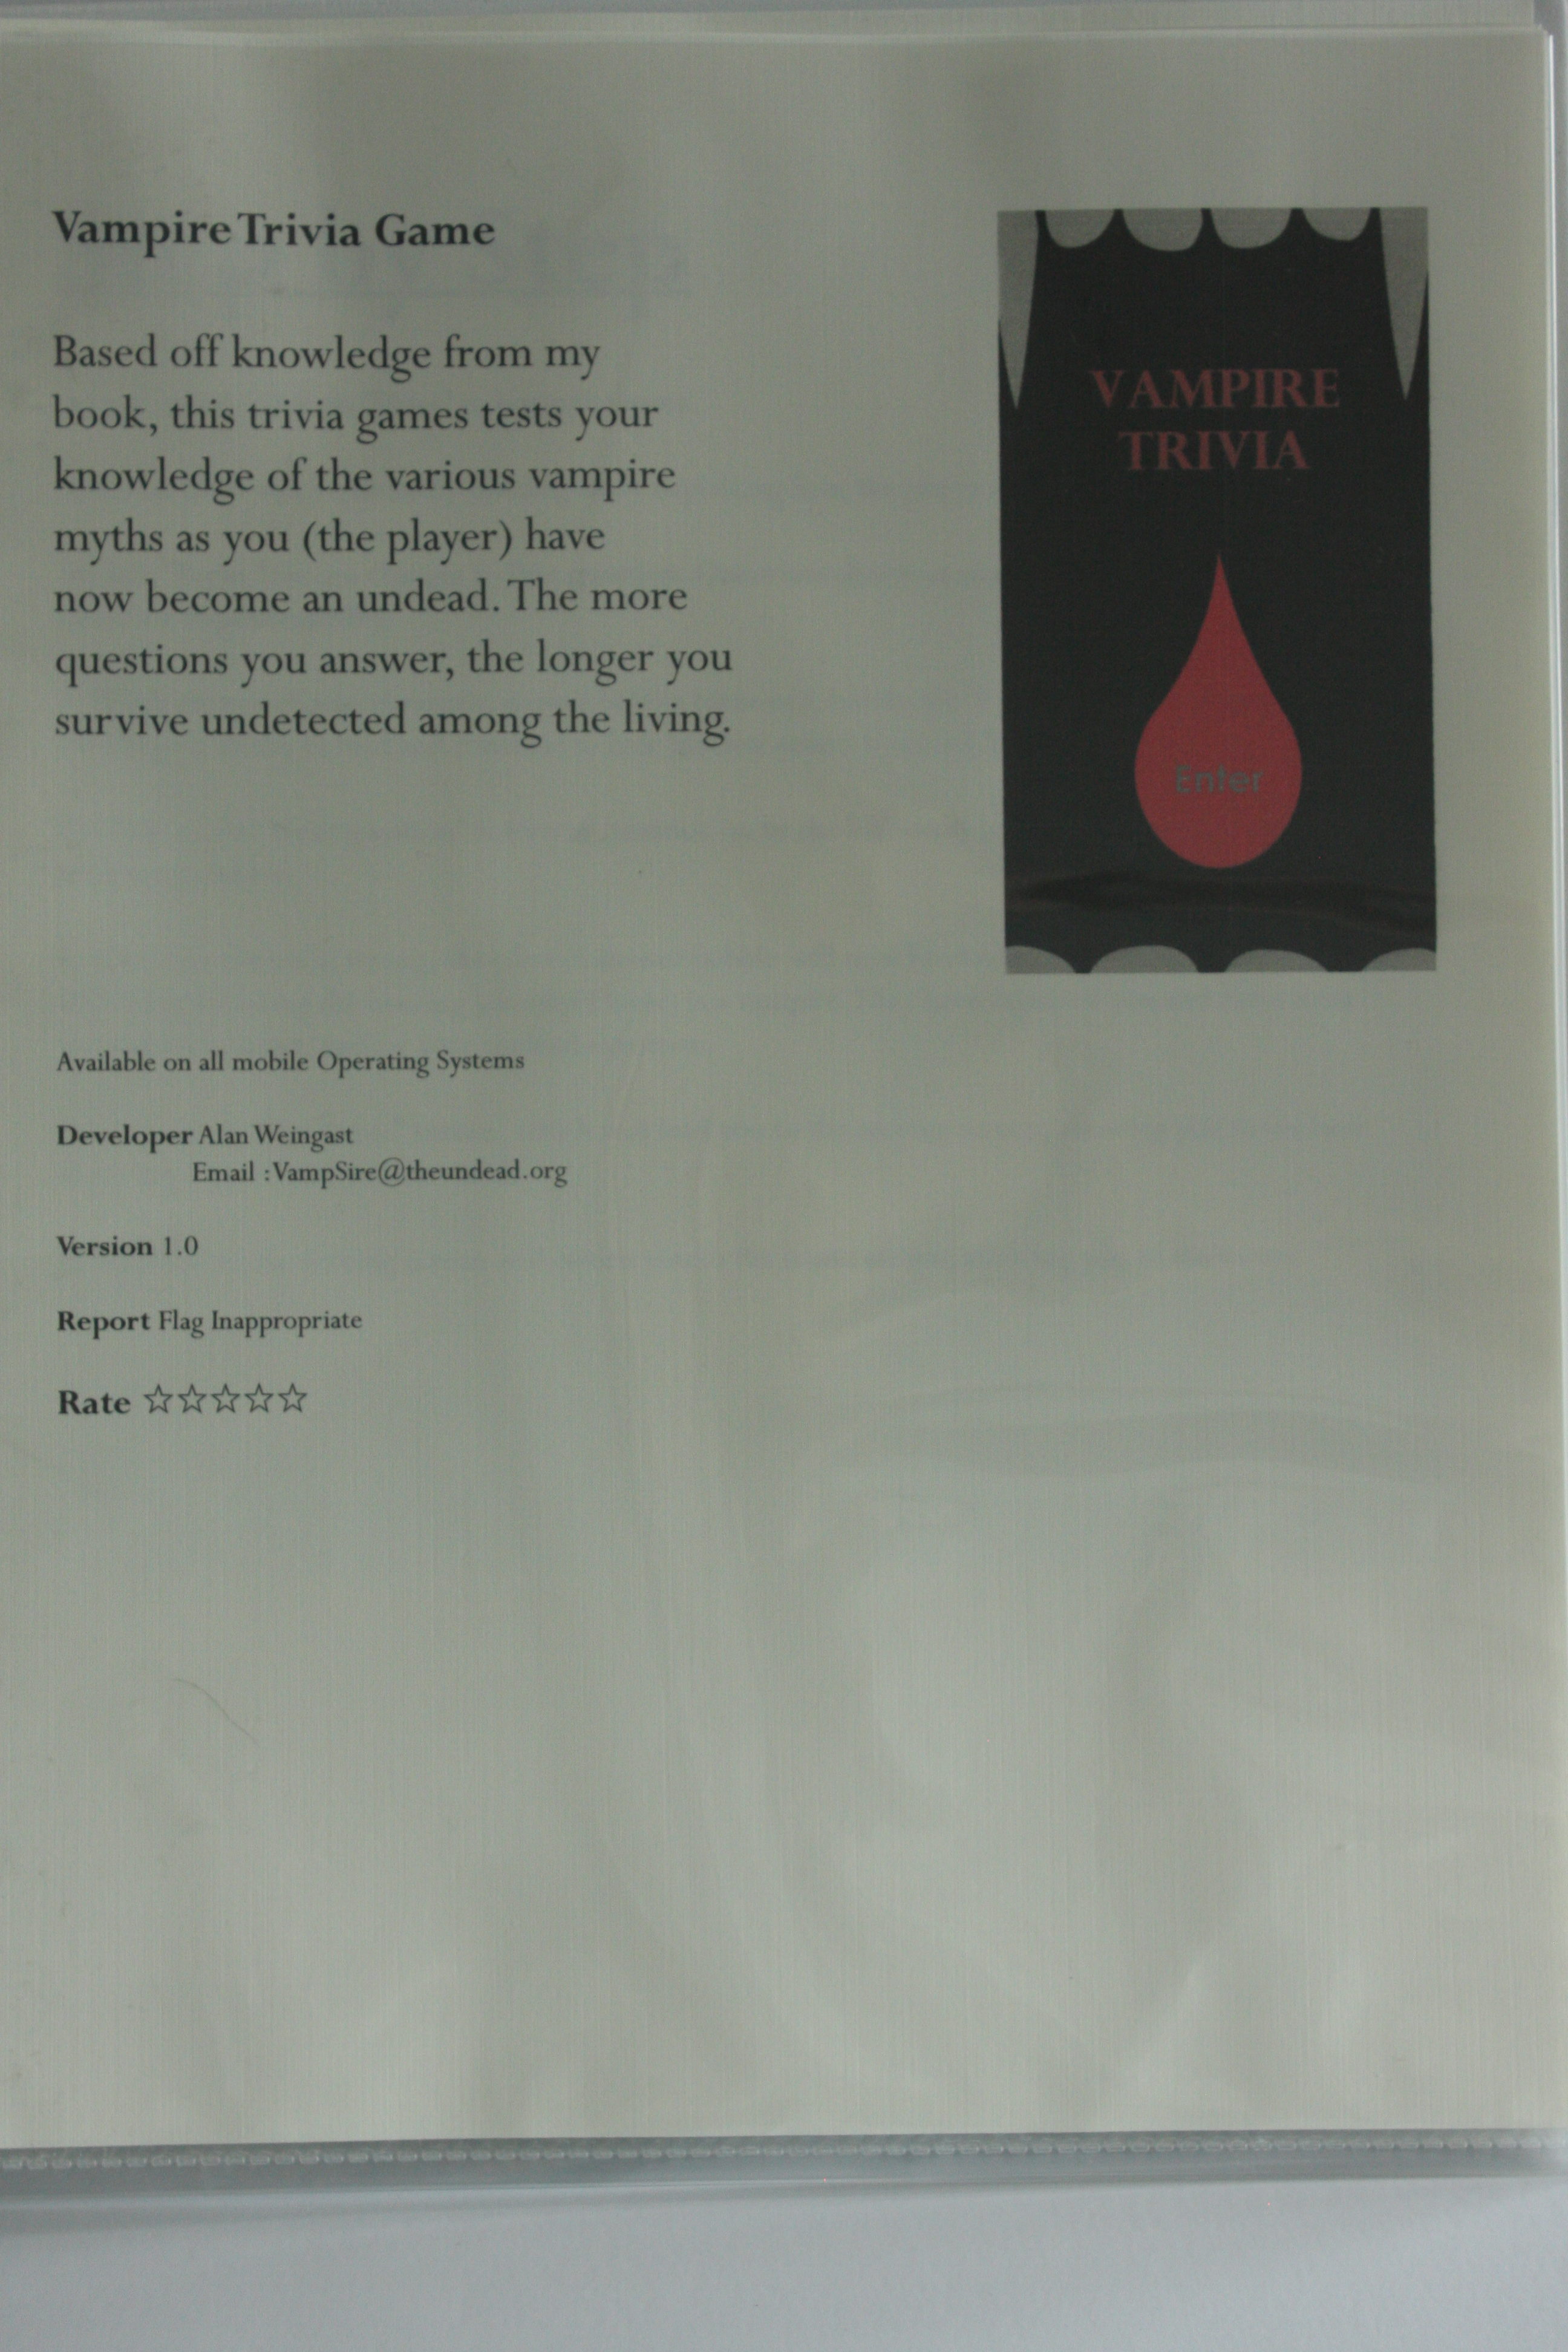 Vampire Trivia Game
Based off knowledge from my
book, this trivia games tests your
knowledge of the various vampire
myths as you (the player) have
now become an undead. The more
questions you answer, the longer you
survive undetected among the living.
VAMPIRE
TRIVIA
Enter
Available on all mobile Operating Systems
Developer Alan Weingast
Email : VampSire@theundead.org
Version 1.0
Report Flag Inappropriate
Rate ☆☆☆☆☆